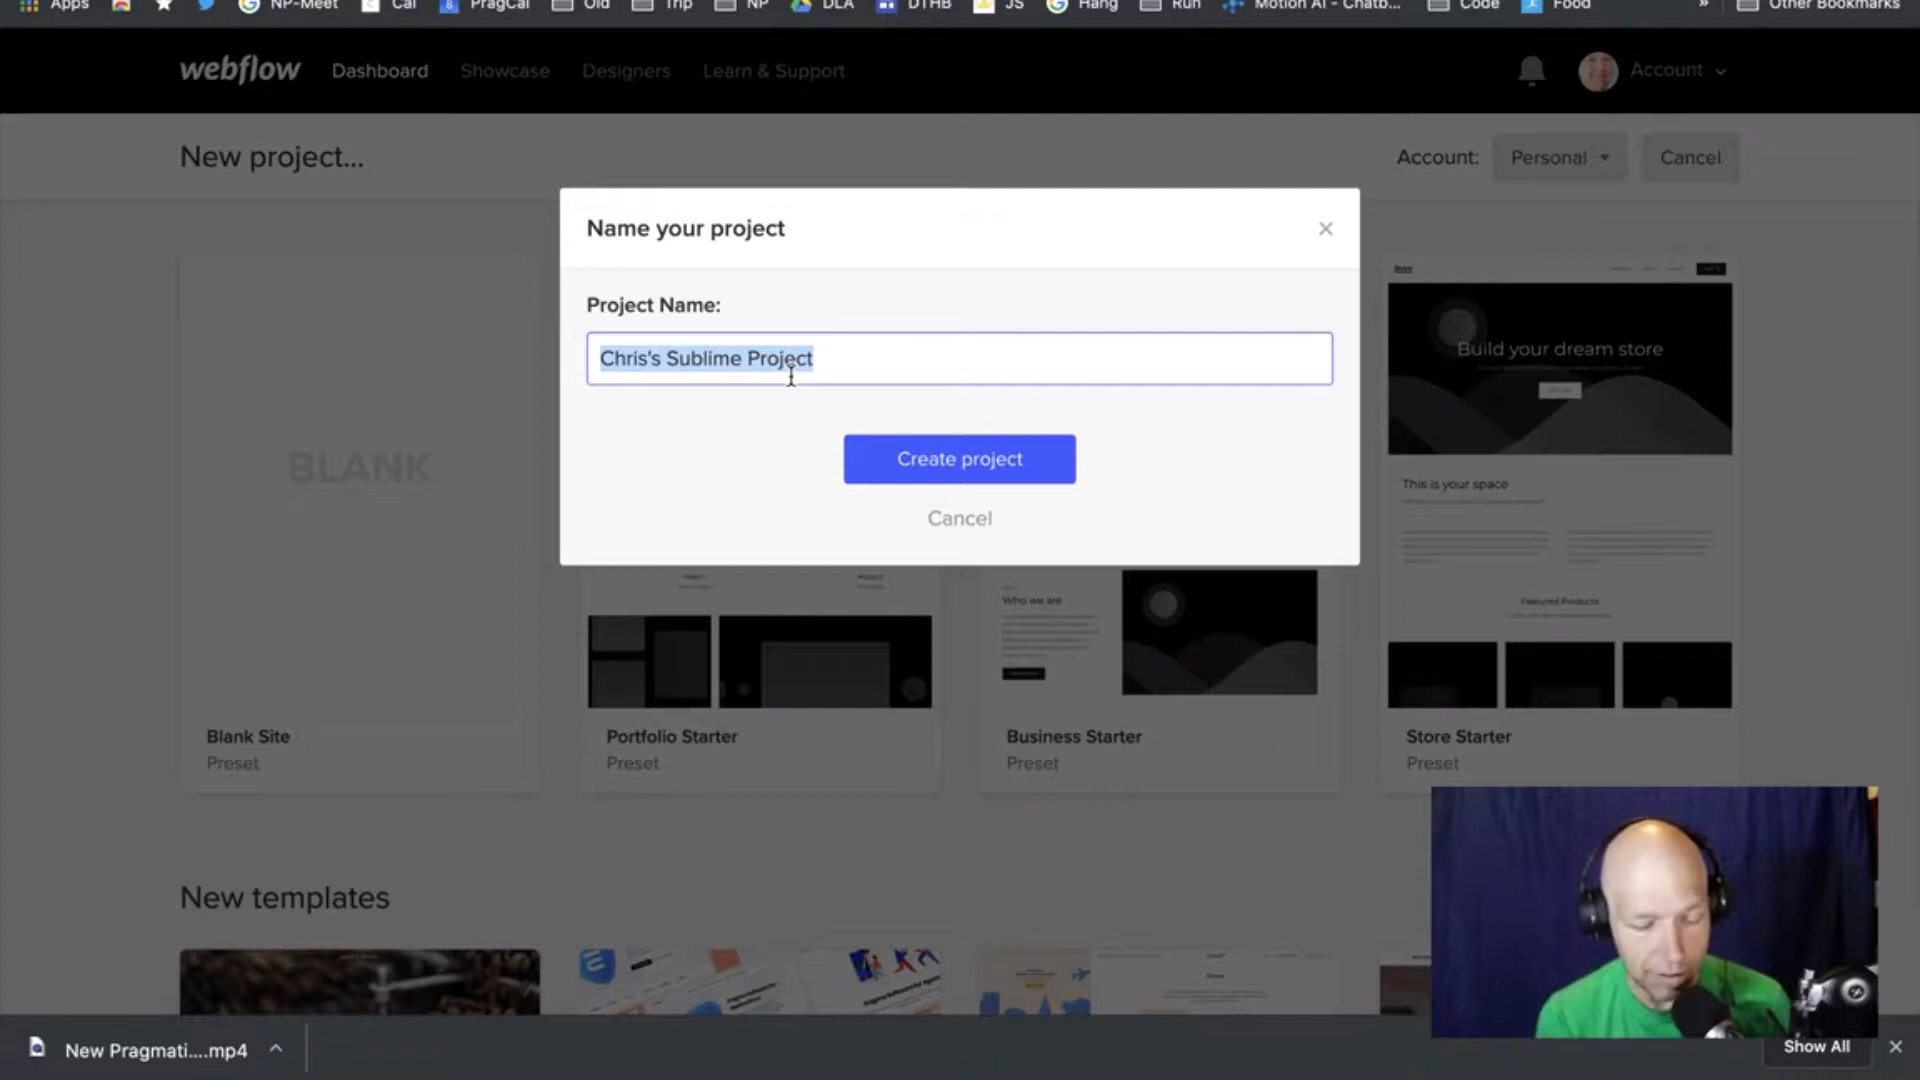 Apps NP-Meet Cal PragCal Old Trip NP DLA DTHB JS Hang Run Motion AI - Chatb... Code Food » Other Bookmarks
webflow Dashboard Showcase Designers Learn & Support Account
New project... Account: Personal Cancel
Name your project ×
Project Name:
Chris's Sublime Project
Create project
Cancel
BLANK
Build your dream store
This is your space
Who we are
Featured Products
Blank Site Portfolio Starter Business Starter Store Starter
Preset Preset Preset Preset
New templates
New Pragmati....mp4 Show All ×